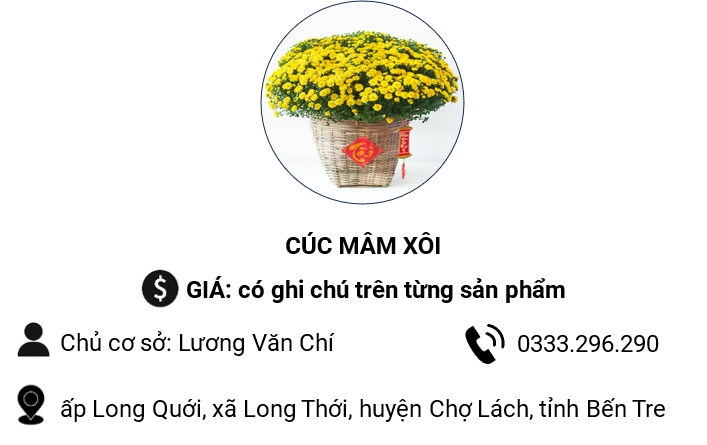 CÚC MÂM XÔI
GIÁ: có ghi chú trên từng sản phẩm
Chủ cơ sở: Lương Văn Chí
0333.296.290
ấp Long Quới, xã Long Thới, huyện Chợ Lách, tỉnh Bến Tre